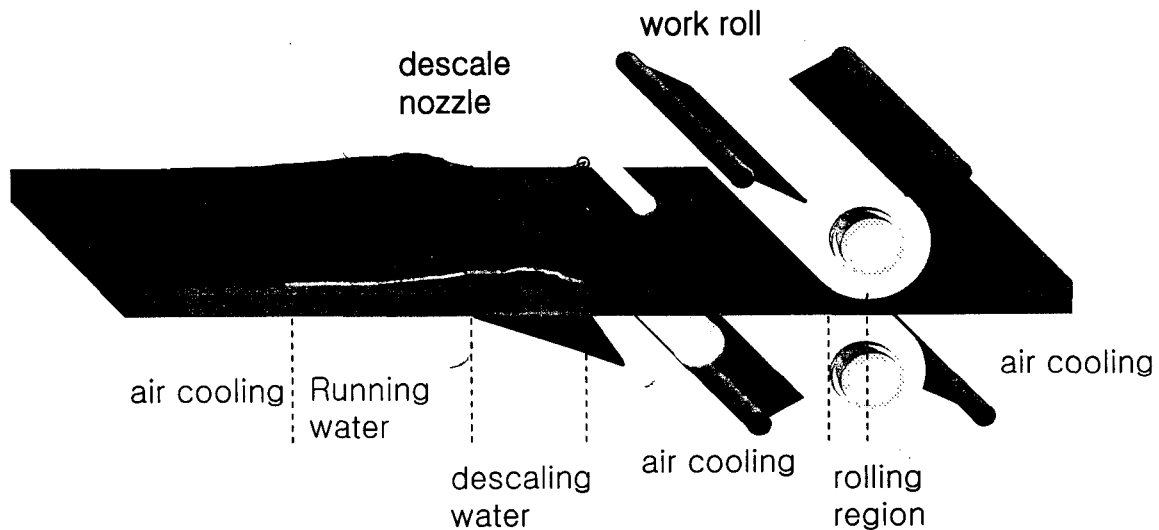 work roll
descale
nozzle
air cooling
Running
water
descaling
water
air cooling
rolling
region
air cooling